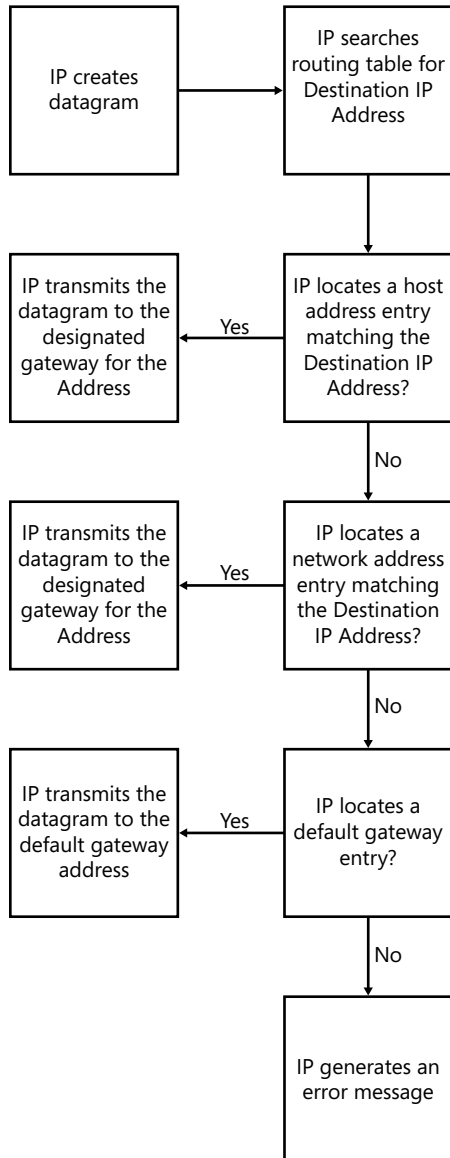 IP creates
datagram
IP searches
routing table for
Destination IP
Address
IP transmits the
datagram to the
designated
gateway for the
Address
Yes
IP locates a host
address entry
matching the
Destination IP
Address?
No
IP transmits the
datagram to the
designated
gateway for the
Address
Yes
IP locates a
network address
entry matching
the Destination
IP Address?
No
IP transmits the
datagram to the
default gateway
address
Yes
IP locates a
default gateway
entry?
No
IP generates an
error message